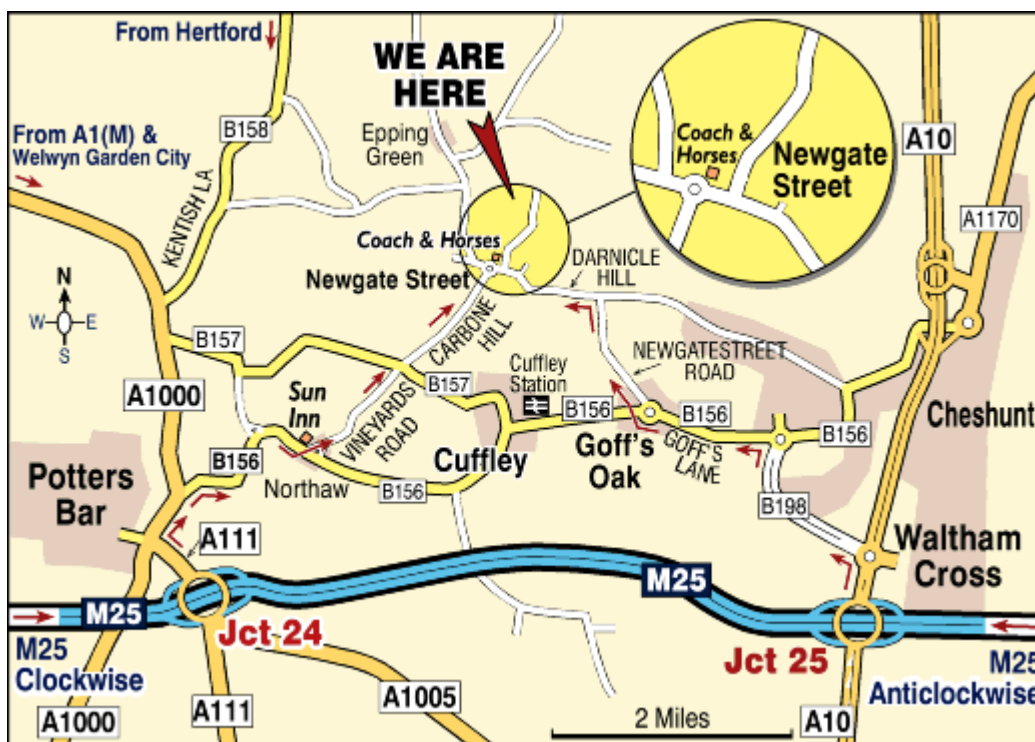 From Hertford
WE ARE
HERE
Coach &
Horses
Newgate
Street
A10
A1170
B158
Epping
Green
From A1(M) &
Welwyn Garden City
KENTISH LA
Coach & Horses
Newgate Street
DARNICLE
HILL
N
W
E
S
CARBONE
HILL
B157
A1000
Sun
Inn
VINEYARDS
ROAD
B157
Cuffley
Station
NEWGATESTREET
ROAD
B156
B156
B156
Cheshunt
GOFF'S
LANE
Goff's
Oak
Cuffley
B156
B156
Northaw
Potters
Bar
A111
B198
Waltham
Cross
M25
M25
Jct 24
Jct 25
M25
Clockwise
M25
Anticlockwise
A1000
A111
A1005
2 Miles
A10